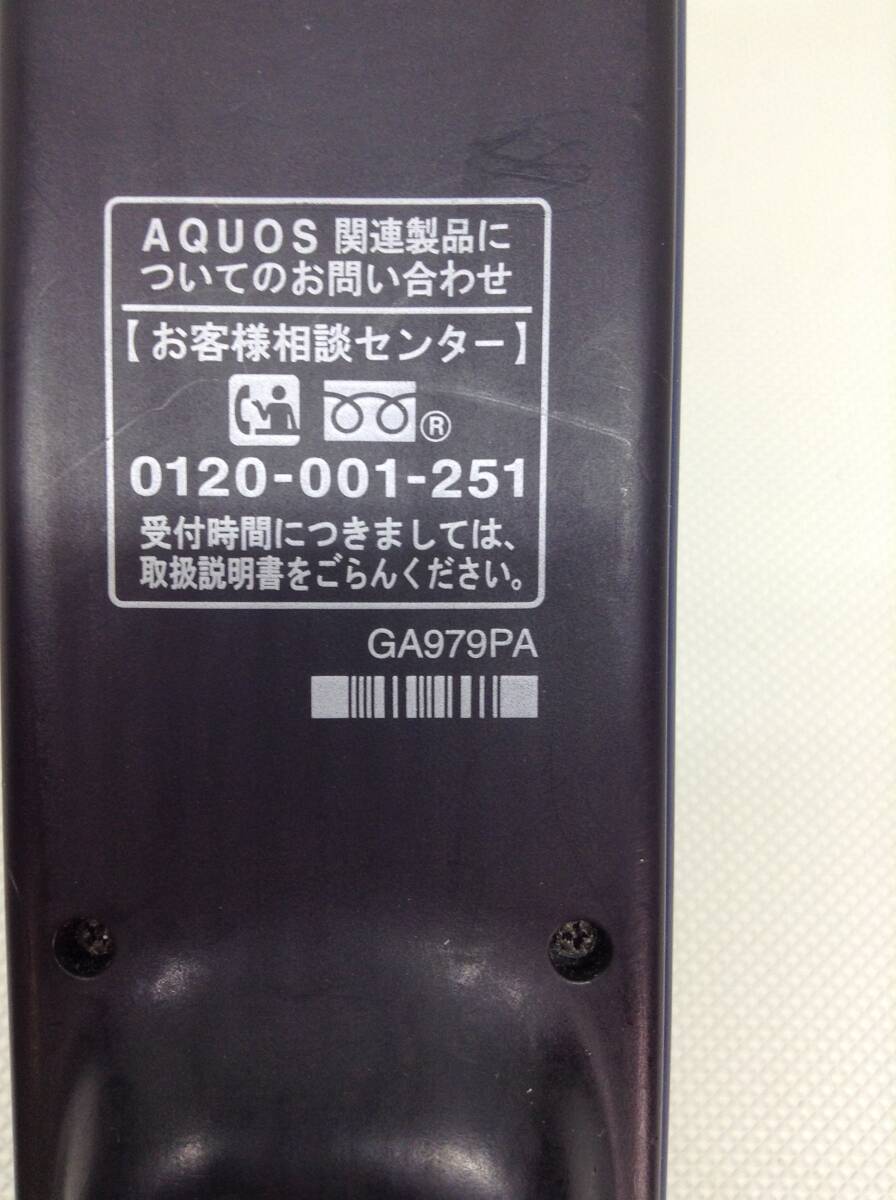 AQUOS 関連製品に
ついてのお問い合わせ
【お客様相談センター】
®
0120-001-251
受付時間につきましては、
取扱説明書をごらんください。
GA979PA